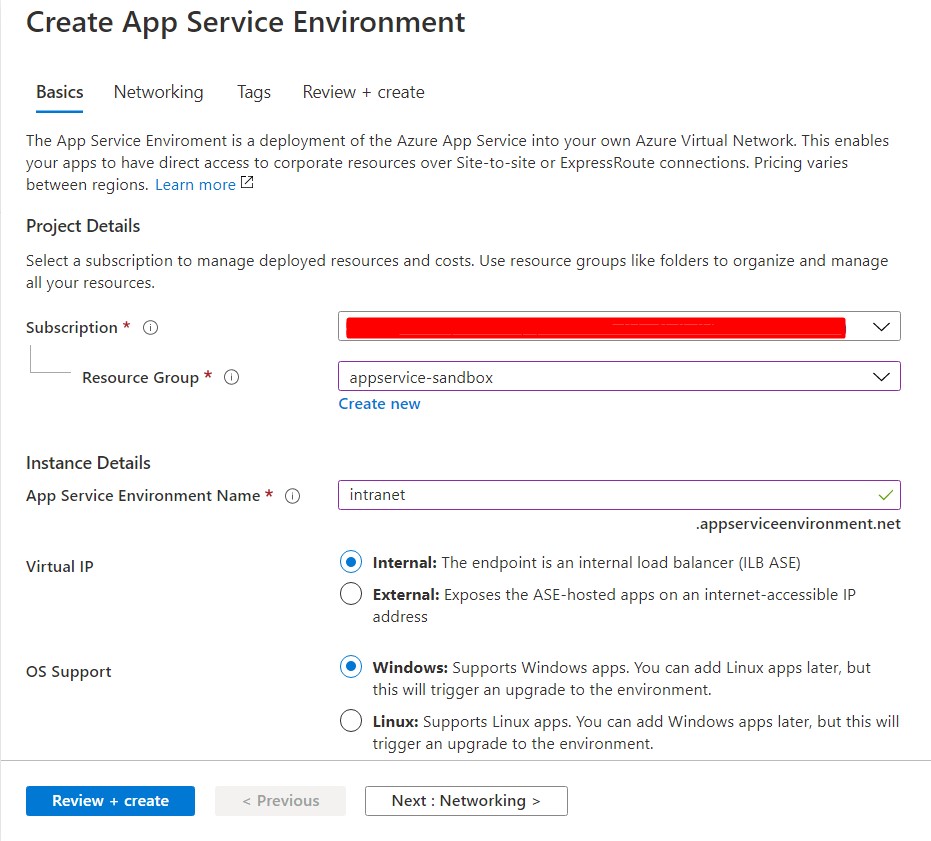 Create App Service Environment
Basics Networking Tags Review + create
The App Service Enviroment is a deployment of the Azure App Service into your own Azure Virtual Network. This enables
your apps to have direct access to corporate resources over Site-to-site or ExpressRoute connections. Pricing varies
between regions. Learn more
Project Details
Select a subscription to manage deployed resources and costs. Use resource groups like folders to organize and manage
all your resources.
Subscription *
Resource Group *
appservice-sandbox
Create new
Instance Details
App Service Environment Name *
intranet
.appserviceenvironment.net
Virtual IP
Internal: The endpoint is an internal load balancer (ILB ASE)
External: Exposes the ASE-hosted apps on an internet-accessible IP
address
OS Support
Windows: Supports Windows apps. You can add Linux apps later, but
this will trigger an upgrade to the environment.
Linux: Supports Linux apps. You can add Windows apps later, but this will
trigger an upgrade to the environment.
Review + create
< Previous
Next : Networking >